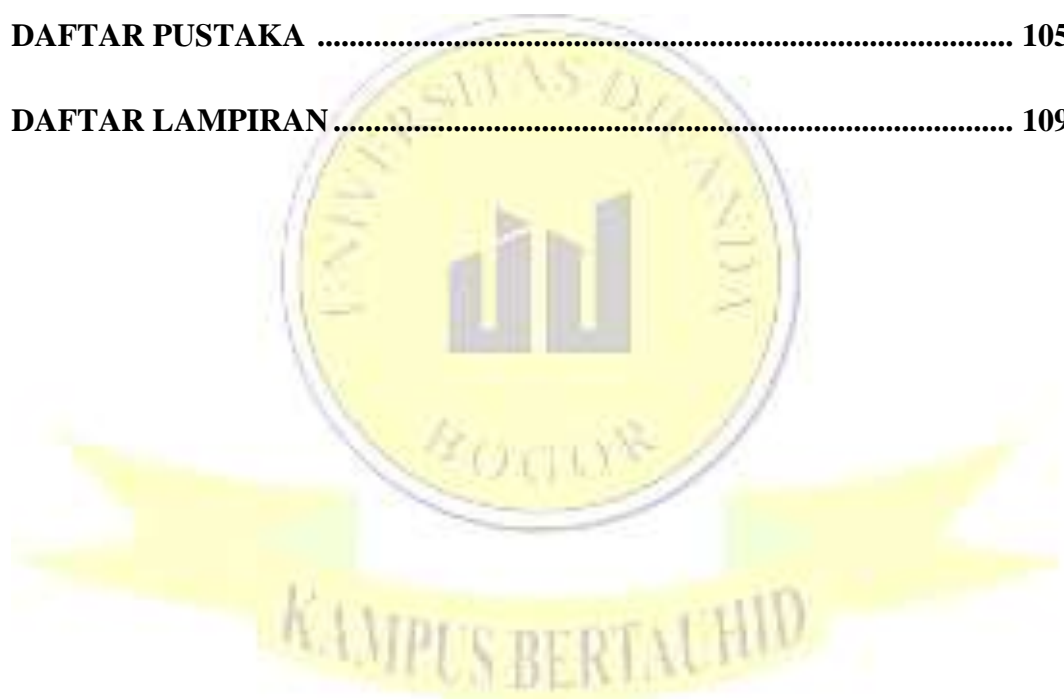 DAFTAR PUSTAKA ........................................................................................ 105
DAFTAR LAMPIRAN ...................................................................................... 109
UNIVERSITAS DJUANDA
BOGOR
KAMPUS BERTAUHID